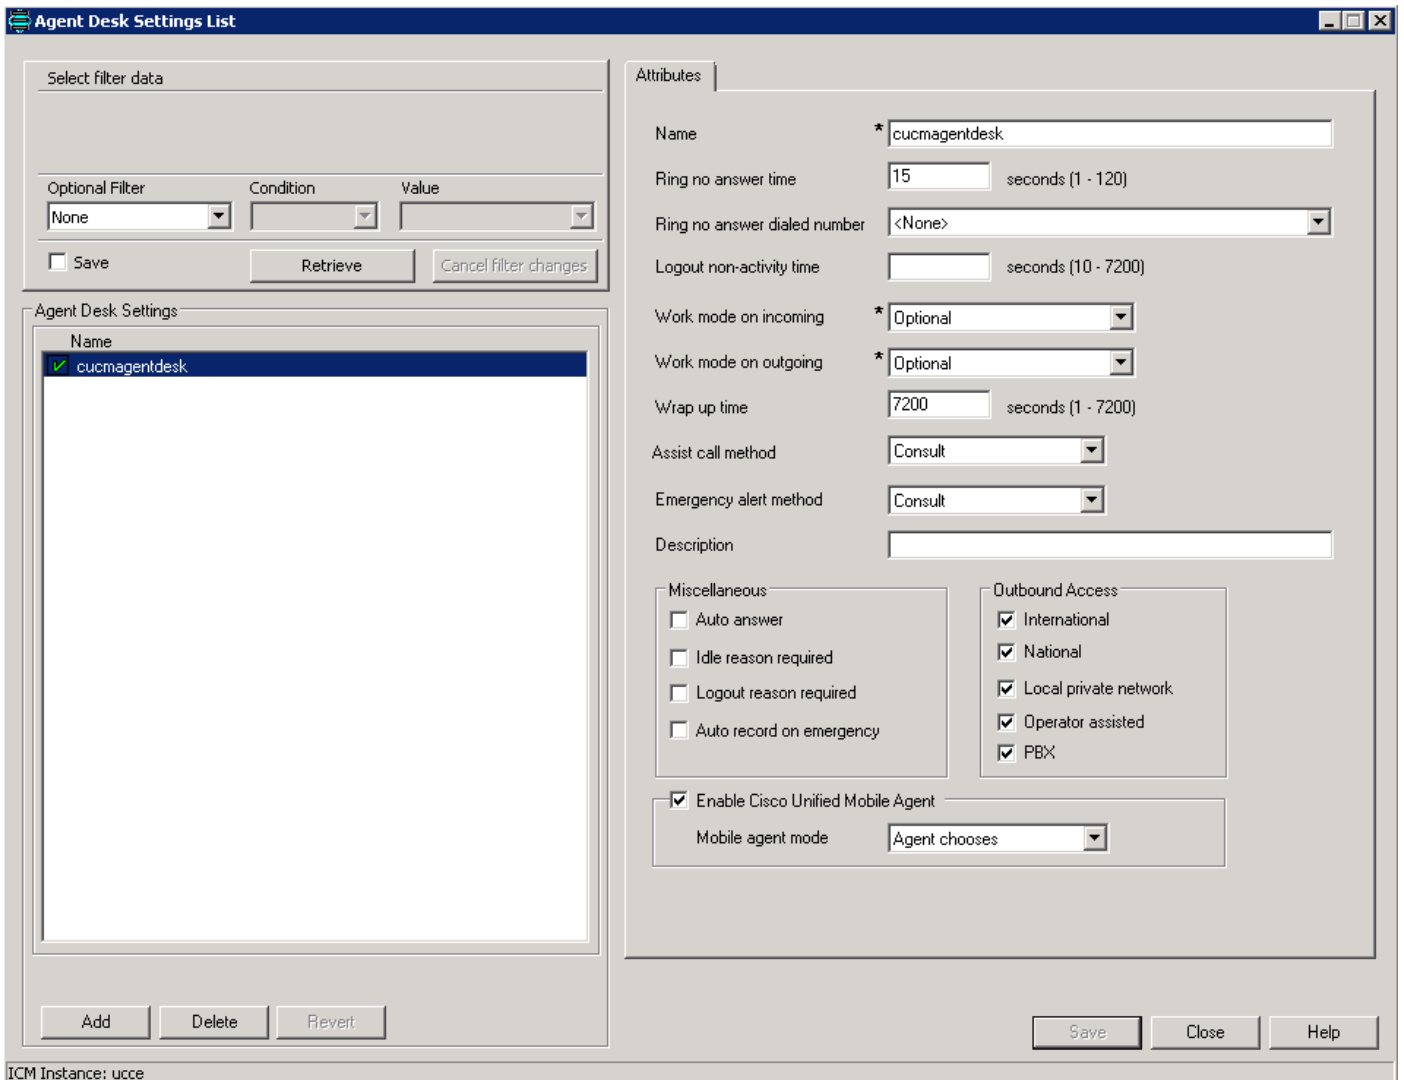 Agent Desk Settings List
Select filter data
Optional Filter Condition Value
None
Save Retrieve Cancel filter changes
Agent Desk Settings
Name
cucmagentdesk
Add Delete Revert
Attributes
Name * cucmagentdesk
Ring no answer time 15 seconds (1 - 120)
Ring no answer dialed number <None>
Logout non-activity time seconds (10 - 7200)
Work mode on incoming * Optional
Work mode on outgoing * Optional
Wrap up time 7200 seconds (1 - 7200)
Assist call method Consult
Emergency alert method Consult
Description
Miscellaneous
Auto answer
Idle reason required
Logout reason required
Auto record on emergency
Outbound Access
International
National
Local private network
Operator assisted
PBX
Enable Cisco Unified Mobile Agent
Mobile agent mode Agent chooses
Save Close Help
ICM Instance: ucce